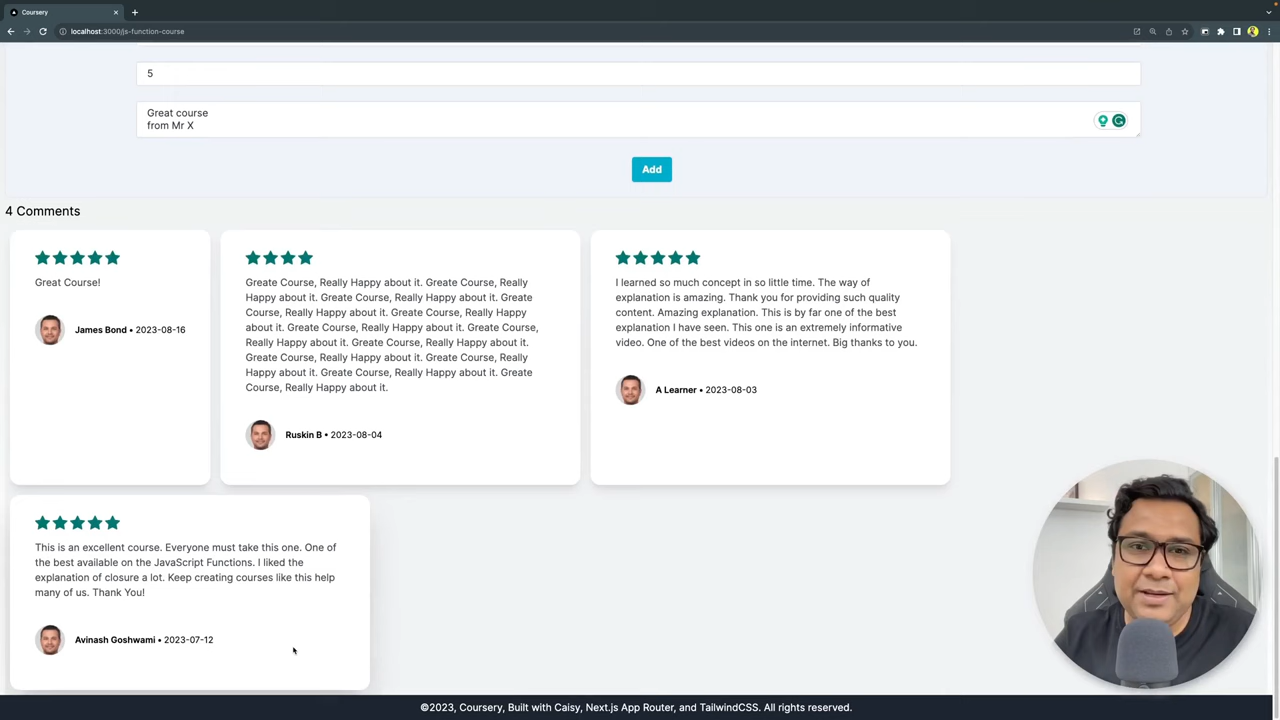 Coursery
localhost:3000/js-function-course
5
Great course
from Mr X
Add
4 Comments
Great Course!
James Bond • 2023-08-16
Greate Course, Really Happy about it. Greate Course, Really
Happy about it. Greate Course, Really Happy about it. Greate
Course, Really Happy about it. Greate Course, Really Happy
about it. Greate Course, Really Happy about it. Greate Course,
Really Happy about it. Greate Course, Really Happy about it.
Greate Course, Really Happy about it. Greate Course, Really
Happy about it. Greate Course, Really Happy about it. Greate
Course, Really Happy about it.
Ruskin B • 2023-08-04
I learned so much concept in so little time. The way of
explanation is amazing. Thank you for providing such quality
content. Amazing explanation. This is by far one of the best
explanation I have seen. This one is an extremely informative
video. One of the best videos on the internet. Big thanks to you.
A Learner • 2023-08-03
This is an excellent course. Everyone must take this one. One of
the best available on the JavaScript Functions. I liked the
explanation of closure a lot. Keep creating courses like this help
many of us. Thank You!
Avinash Goshwami • 2023-07-12
©2023, Coursery, Built with Caisy, Next.js App Router, and TailwindCSS. All rights reserved.